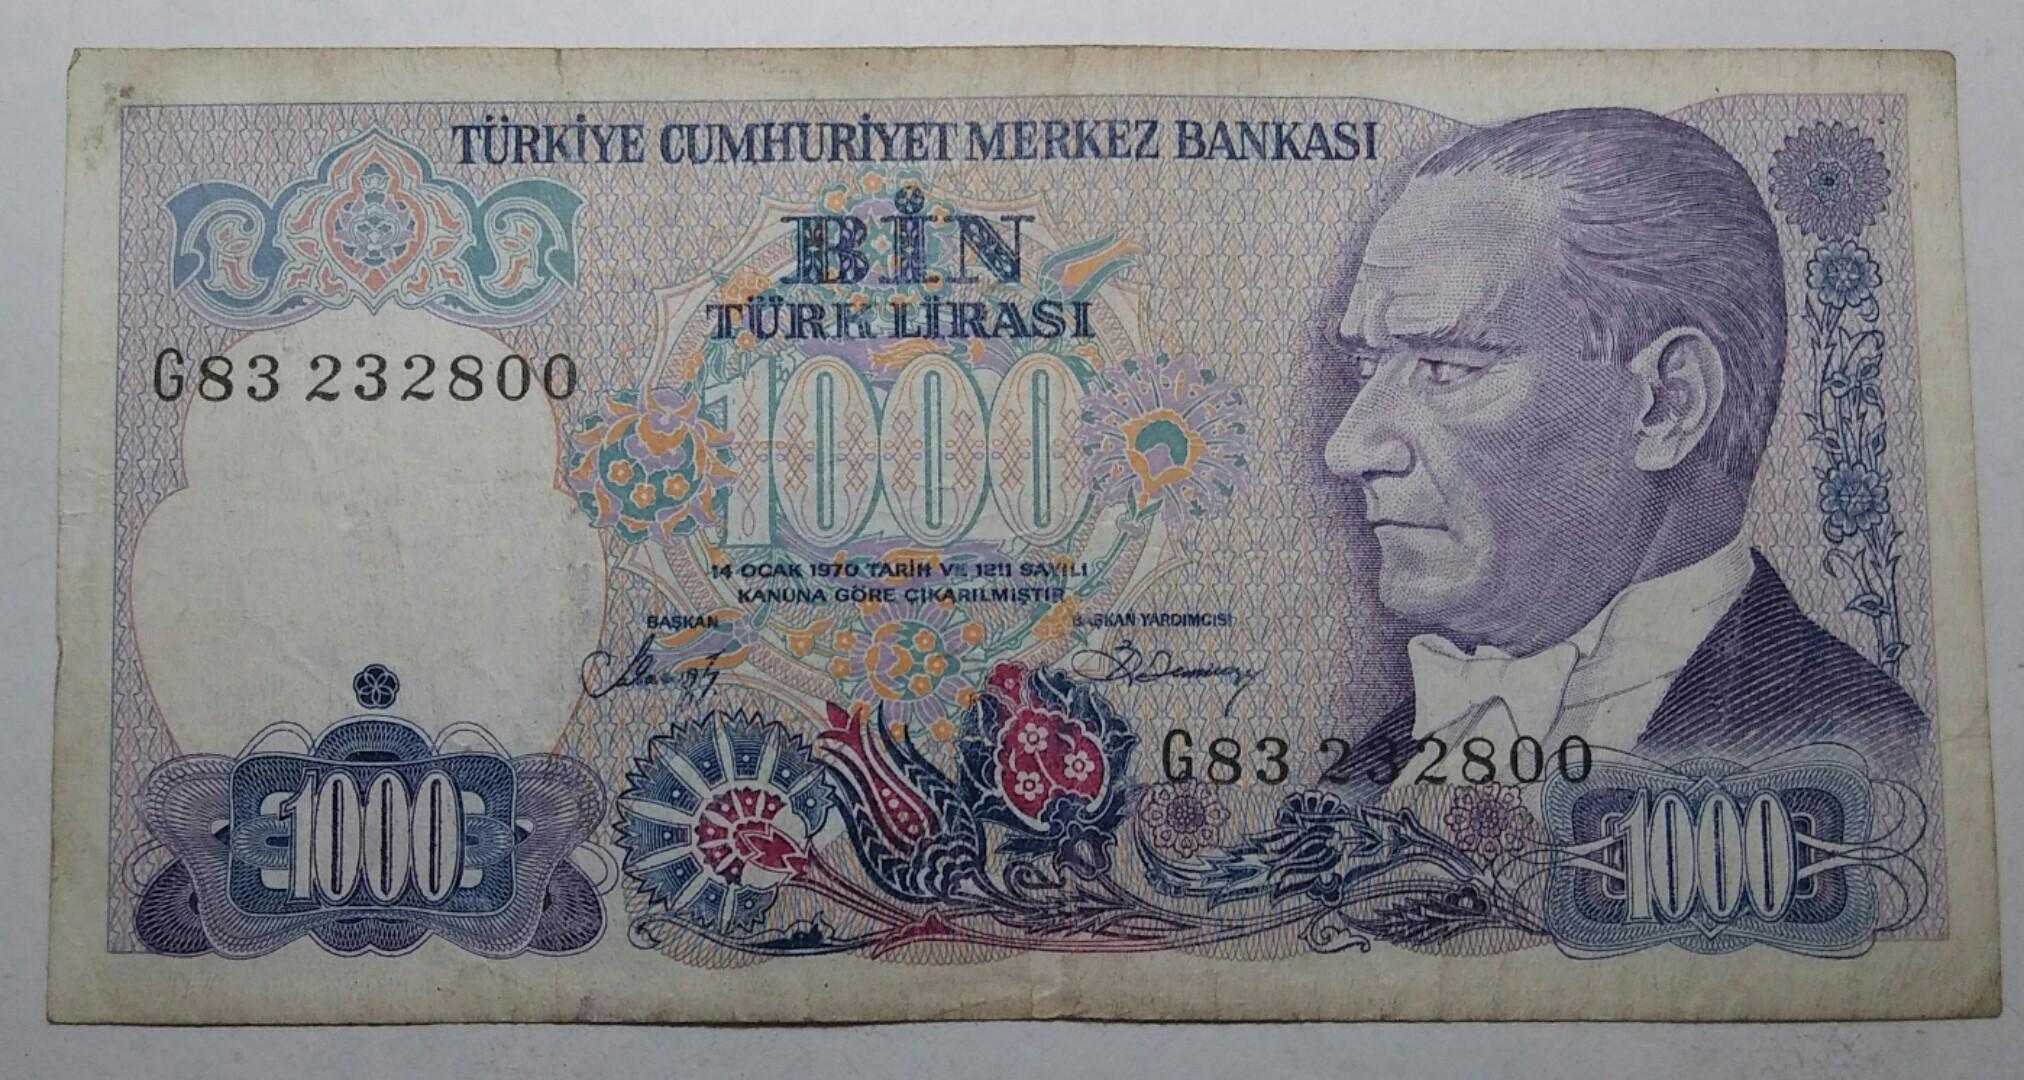 TÜRKİYE CUMHURİYET MERKEZ BANKASI
BİN
TÜRK LİRASI
G83 232800
1000
14 OCAK 1970 TARİH VE 1211 SAYILI
KANUNA GÖRE ÇIKARILMIŞTIR
BAŞKAN
BAŞKAN YARDIMCISI
G83 232800
1000
1000